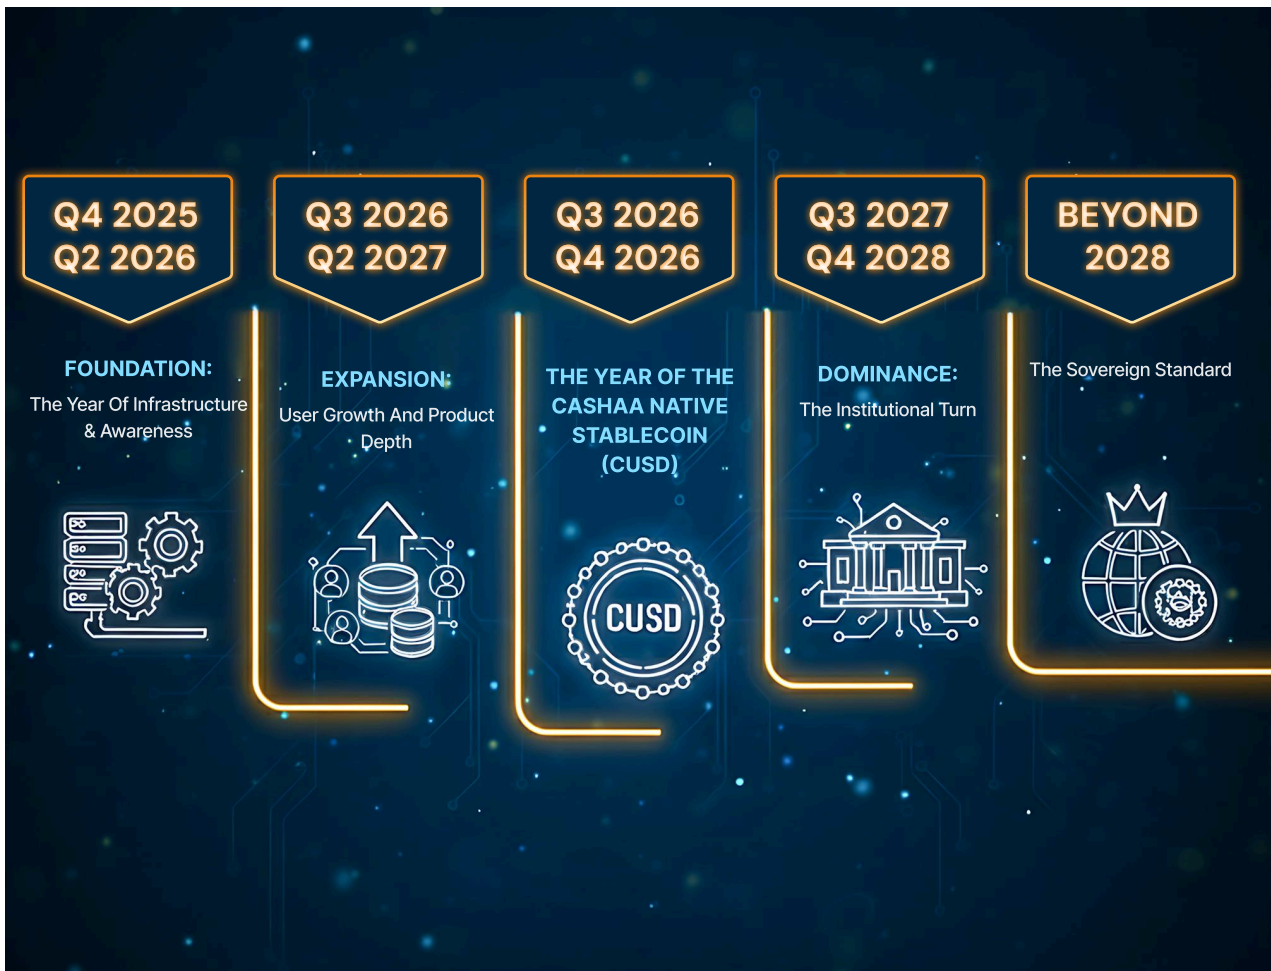 Q4 2025
Q2 2026
FOUNDATION:
The Year Of Infrastructure
& Awareness
Q3 2026
Q2 2027
EXPANSION:
User Growth And Product
Depth
Q3 2026
Q4 2026
THE YEAR OF THE
CASHAA NATIVE
STABLECOIN
(CUSD)
CUSD
Q3 2027
Q4 2028
DOMINANCE:
The Institutional Turn
BEYOND
2028
The Sovereign Standard